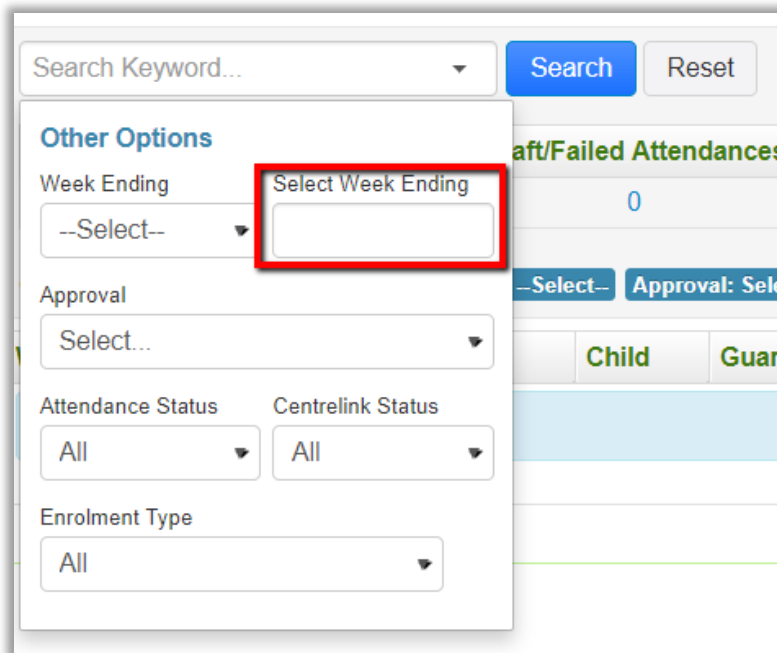 Search Keyword... Search Reset
Other Options
aft/Failed Attendances
Week Ending Select Week Ending
--Select--
0
--Select-- Approval: Sele
Approval
Select...
Child Guar
Attendance Status Centrelink Status
All All
Enrolment Type
All